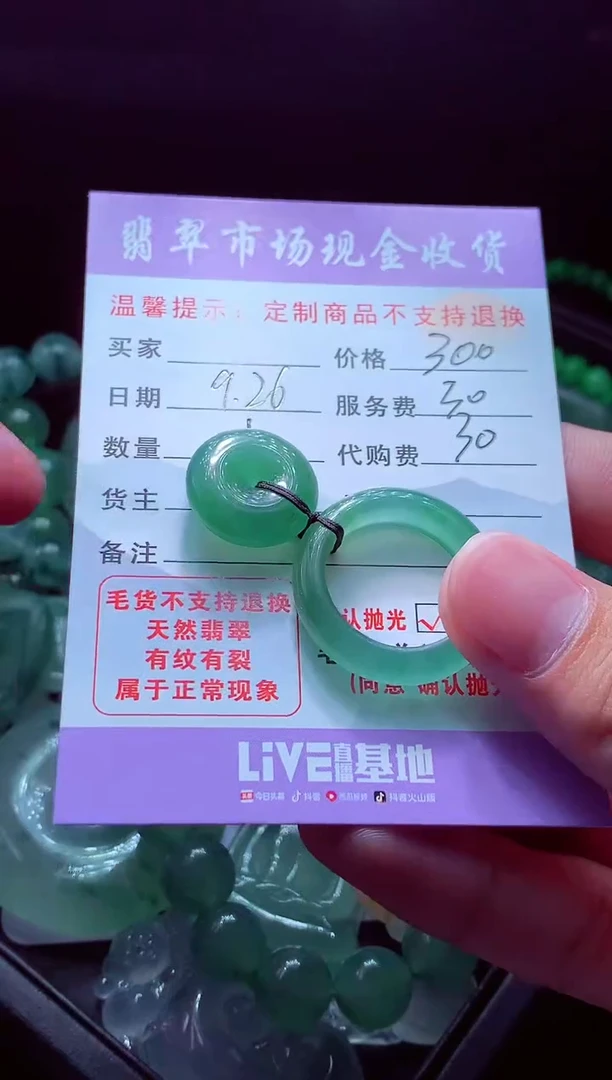 翡翠市场现金收货
温馨提示：定制商品不支持退换
买家
价格 300
日期 9.26
服务费 30
数量
代购费 30
货主
备注
毛货不支持退换
天然翡翠
有纹有裂
属于正常现象
认抛光
LiVE直播基地
今日头条 抖音 西瓜视频 抖音火山版